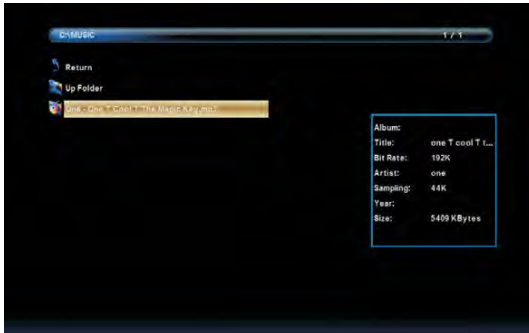 C:\MUSIC 1 / 1
Return
Up Folder
One - One T Cool T The Magic Key.mp3
Album:
Title: one T cool T t...
Bit Rate: 192K
Artist: one
Sampling: 44K
Year:
Size: 5409 KBytes